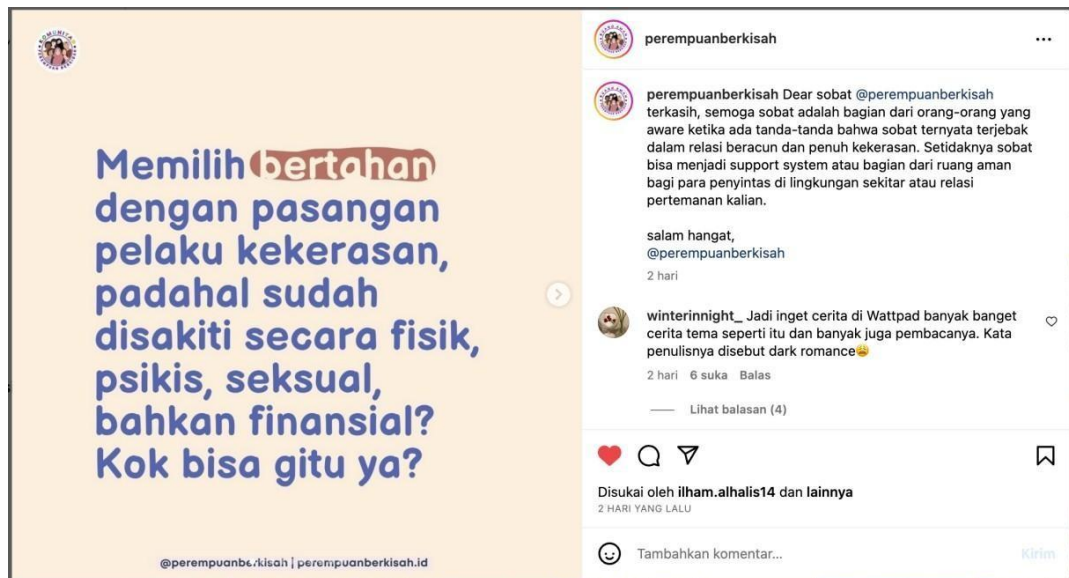 KOMUNITAS
Memilih bertahan
dengan pasangan
pelaku kekerasan,
padahal sudah
disakiti secara fisik,
psikis, seksual,
bahkan finansial?
Kok bisa gitu ya?
@perempuanberkisah | perempuanberkisah.id
perempuanberkisah
perempuanberkisah Dear sobat @perempuanberkisah
terkasih, semoga sobat adalah bagian dari orang-orang yang
aware ketika ada tanda-tanda bahwa sobat ternyata terjebak
dalam relasi beracun dan penuh kekerasan. Setidaknya sobat
bisa menjadi support system atau bagian dari ruang aman
bagi para penyintas di lingkungan sekitar atau relasi
pertemanan kalian.
salam hangat,
@perempuanberkisah
2 hari
winterinnight_ Jadi inget cerita di Wattpad banyak banget
cerita tema seperti itu dan banyak juga pembacanya. Kata
penulisnya disebut dark romance😩
2 hari 6 suka Balas
Lihat balasan (4)
Disukai oleh ilham.alhalis14 dan lainnya
2 HARI YANG LALU
Tambahkan komentar...
Kirim